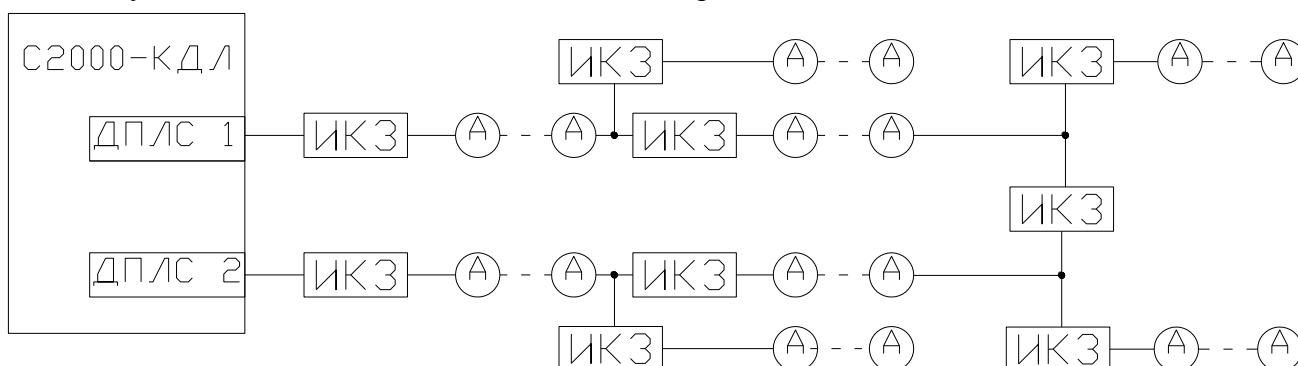 ИКЗ А А ИКЗ А А
С2000-КДЛ
ДПЛС 1 ИКЗ А А ИКЗ А А
ИКЗ
ДПЛС 2 ИКЗ А А ИКЗ А А
ИКЗ А А ИКЗ А А